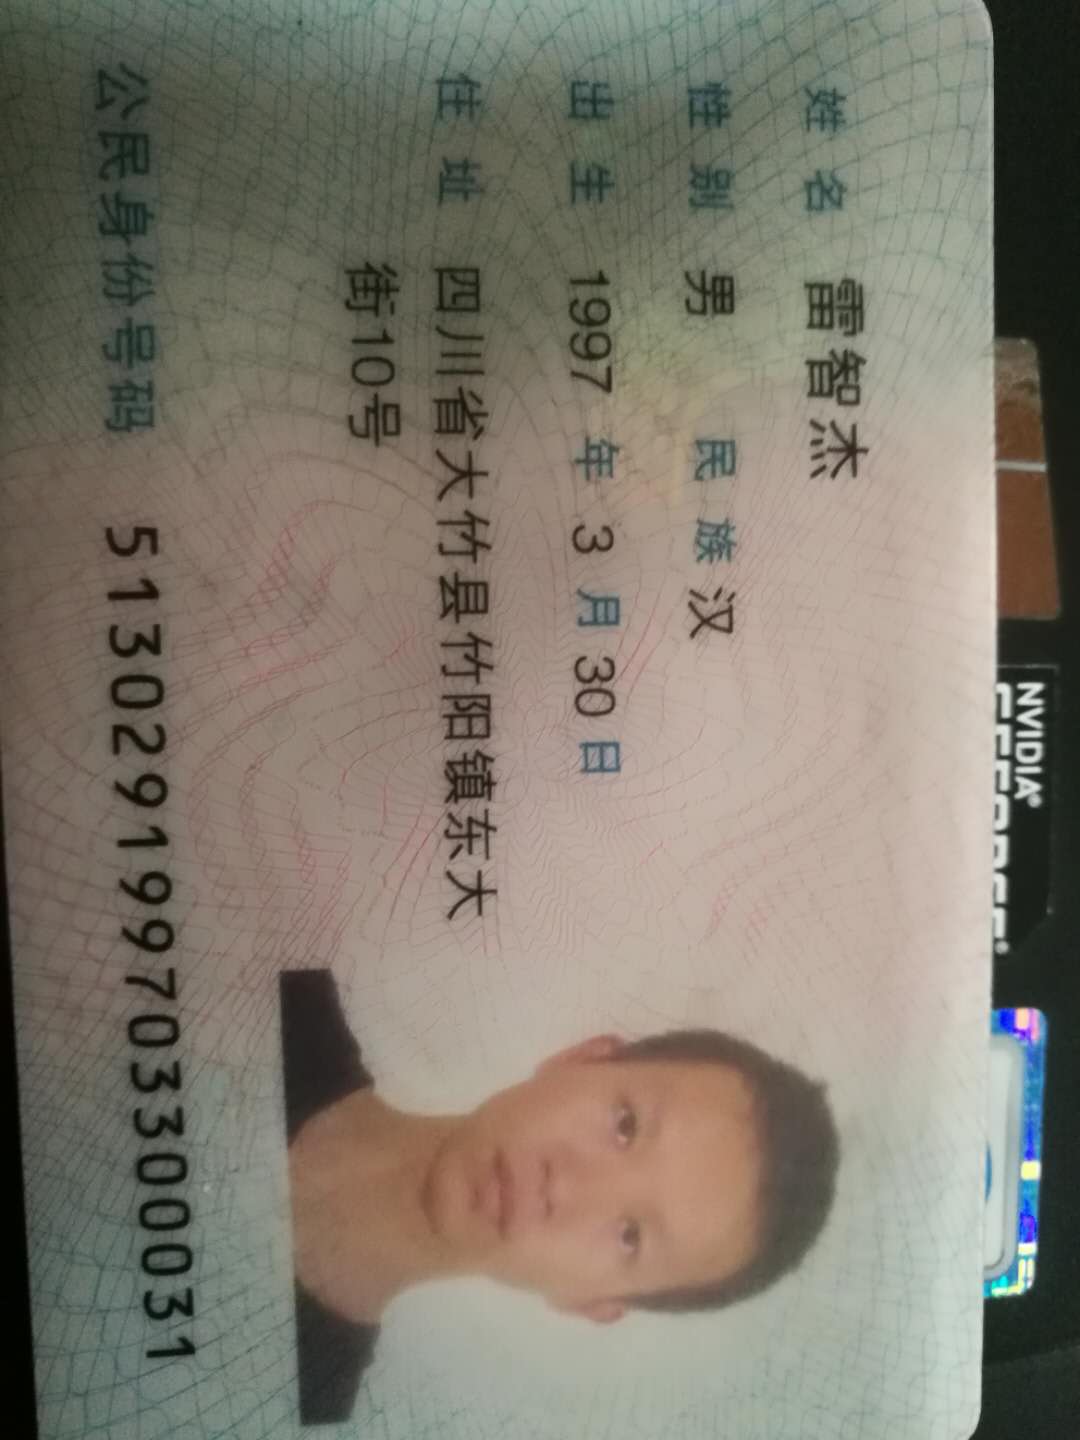 NVIDIA®
GEFORCE®
姓名 雷智杰
性别 男 民族 汉
出生 1997 年 3 月 30 日
住址 四川省大竹县竹阳镇东大
街10号
公民身份号码 513029199703300031